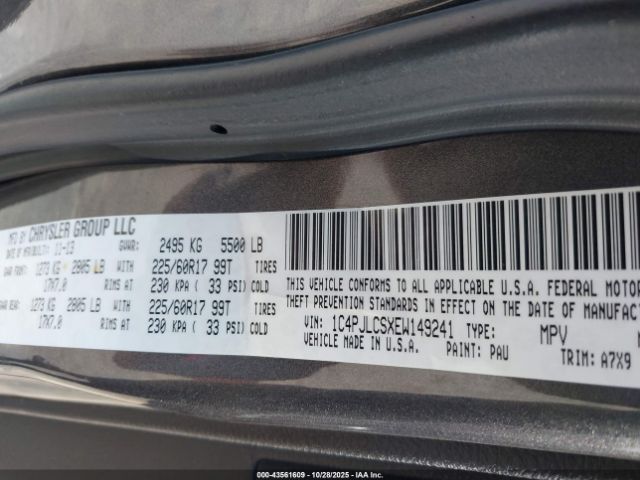 MFD BY CHRYSLER GROUP LLC
DATE OF MFR/BUILT: 11-13 GVWR: 2495 KG 5500 LB
GAWR FRONT: 1273 KG 2805 LB WITH 225/60R17 99T TIRES
17X7.0 RIMS AT 230 KPA ( 33 PSI) COLD
GAWR REAR: 1273 KG 2805 LB WITH 225/60R17 99T TIRES
17X7.0 RIMS AT 230 KPA ( 33 PSI) COLD
THIS VEHICLE CONFORMS TO ALL APPLICABLE U.S.A. FEDERAL MOTOR
THEFT PREVENTION STANDARDS IN EFFECT ON THE DATE OF MANUFAC
VIN: 1C4PJLCSXEW149241 TYPE: MPV
VEHICLE MADE IN U.S.A. PAINT: PAU TRIM: A7X9
000-43561609 | 10/28/2025 | IAAI.COM